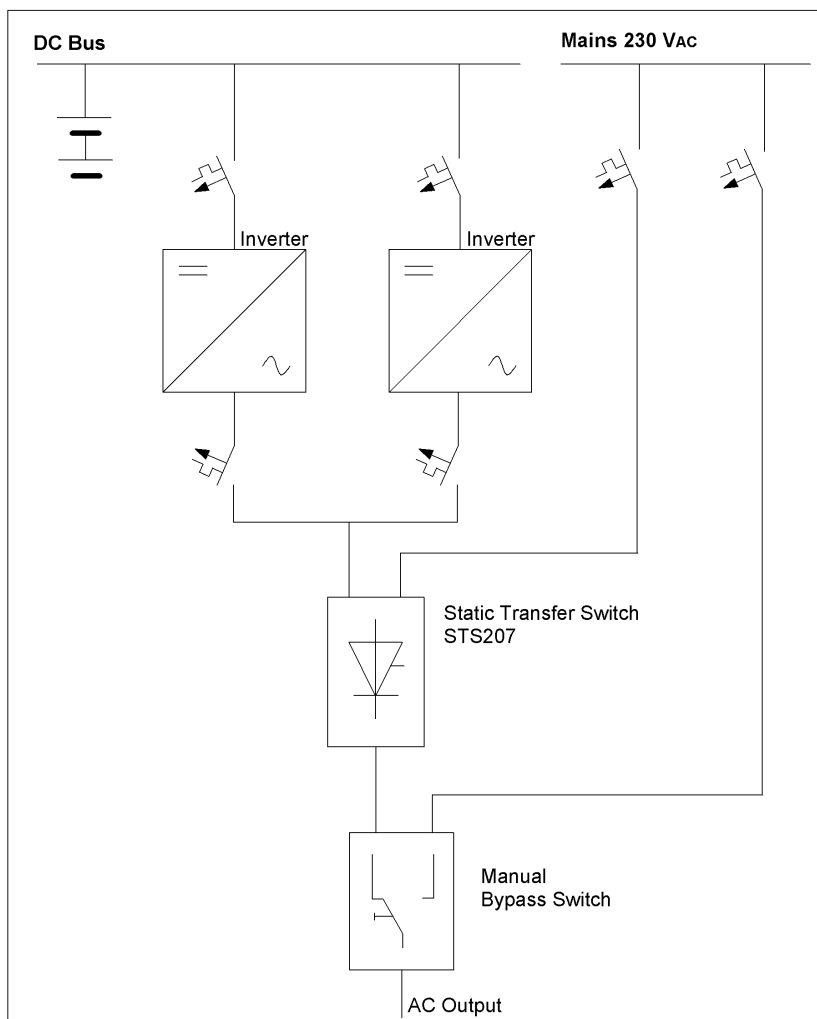 DC Bus
Mains 230 VAC
Inverter
Inverter
Static Transfer Switch
STS207
Manual
Bypass Switch
AC Output